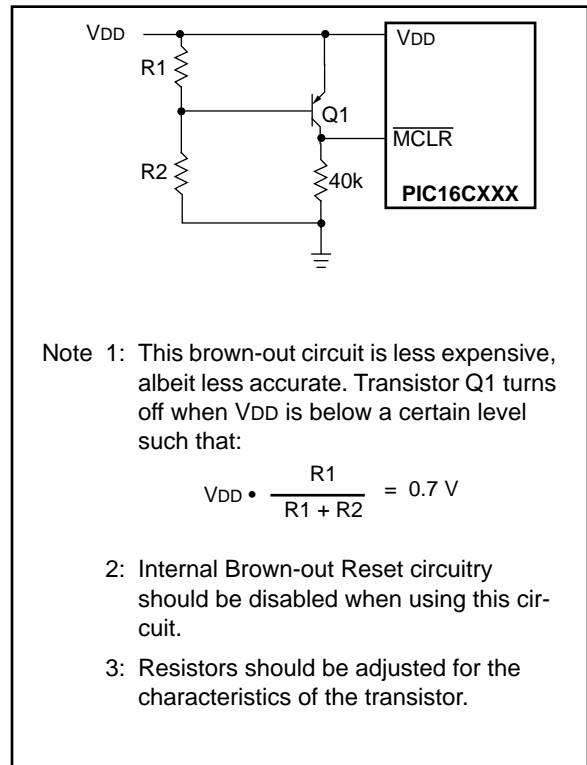 VDD
VDD
R1
Q1
MCLR
R2
40k
PIC16CXXX
Note 1: This brown-out circuit is less expensive,
albeit less accurate. Transistor Q1 turns
off when VDD is below a certain level
such that:
VDD • R1 / R1 + R2 = 0.7 V
2: Internal Brown-out Reset circuitry
should be disabled when using this cir-
cuit.
3: Resistors should be adjusted for the
characteristics of the transistor.